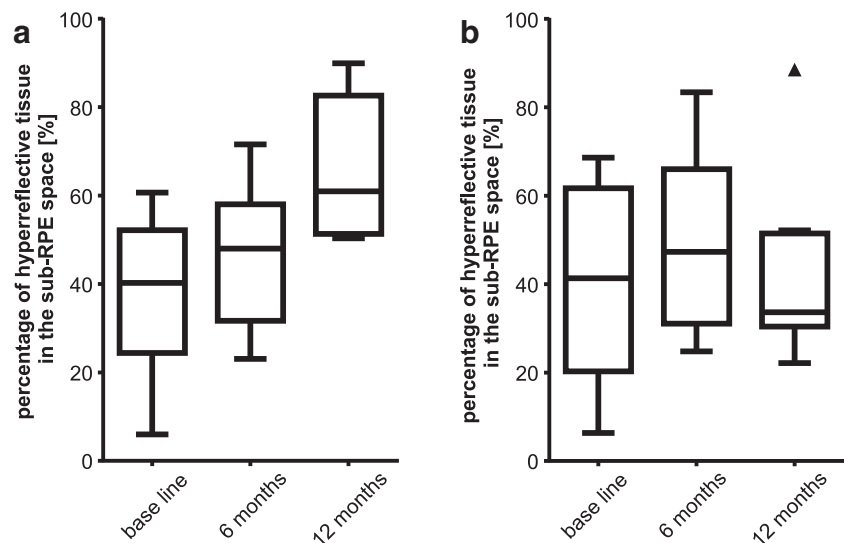 a
percentage of hyperreflective tissue
in the sub-RPE space [%]
100
80
60
40
20
0
base line
6 months
12 months
b
percentage of hyperreflective tissue
in the sub-RPE space [%]
100
80
60
40
20
0
base line
6 months
12 months